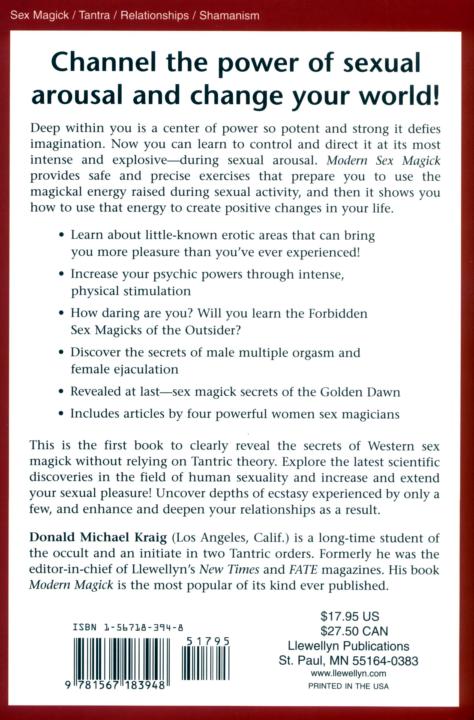 Sex Magick / Tantra / Relationships / Shamanism
Channel the power of sexual
arousal and change your world!
Deep within you is a center of power so potent and strong it defies
imagination. Now you can learn to control and direct it at its most
intense and explosive—during sexual arousal. Modern Sex Magick
provides safe and precise exercises that prepare you to use the
magickal energy raised during sexual activity, and then it shows you
how to use that energy to create positive changes in your life.
• Learn about little-known erotic areas that can bring
you more pleasure than you've ever experienced!
• Increase your psychic powers through intense,
physical stimulation
• How daring are you? Will you learn the Forbidden
Sex Magicks of the Outsider?
• Discover the secrets of male multiple orgasm and
female ejaculation
• Revealed at last—sex magick secrets of the Golden Dawn
• Includes articles by four powerful women sex magicians
This is the first book to clearly reveal the secrets of Western sex
magick without relying on Tantric theory. Explore the latest scientific
discoveries in the field of human sexuality and increase and extend
your sexual pleasure! Uncover depths of ecstasy experienced by only a
few, and enhance and deepen your relationships as a result.
Donald Michael Kraig (Los Angeles, Calif.) is a long-time student of
the occult and an initiate in two Tantric orders. Formerly he was the
editor-in-chief of Llewellyn's New Times and FATE magazines. His book
Modern Magick is the most popular of its kind ever published.
ISBN 1-56718-394-8
51795
9 781567 183948
$17.95 US
$27.50 CAN
Llewellyn Publications
St. Paul, MN 55164-0383
www.llewellyn.com
PRINTED IN THE USA